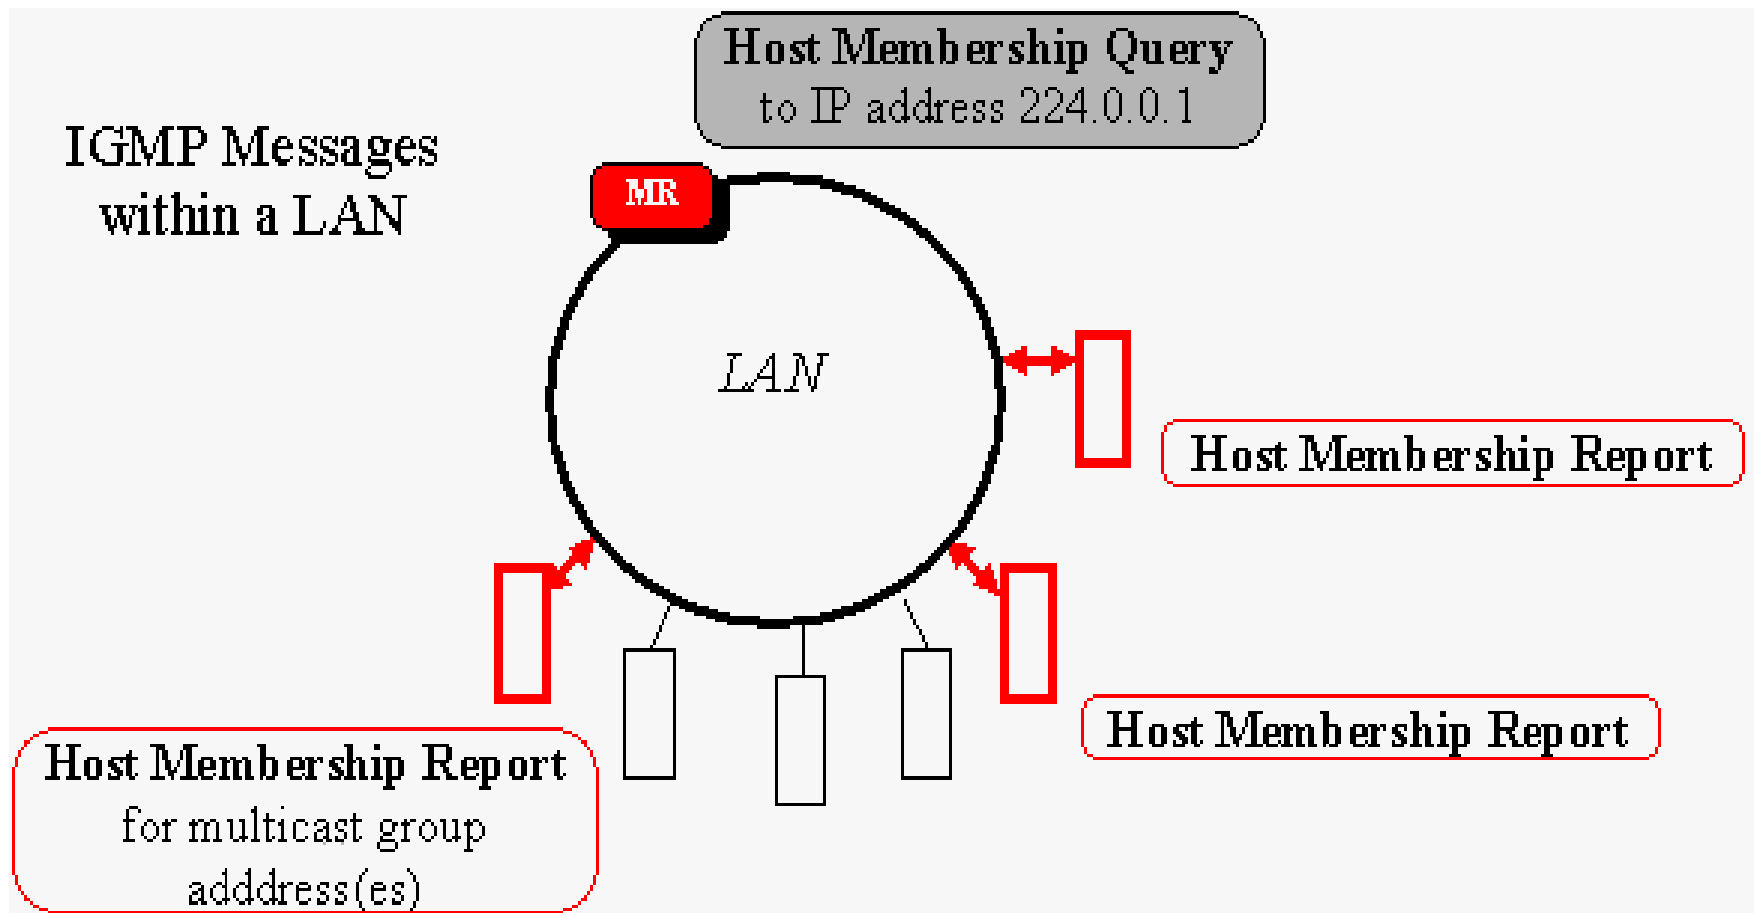 Host Membership Query
to IP address 224.0.0.1
IGMP Messages
within a LAN
MR
LAN
Host Membership Report
Host Membership Report
Host Membership Report
for multicast group
adddress(es)